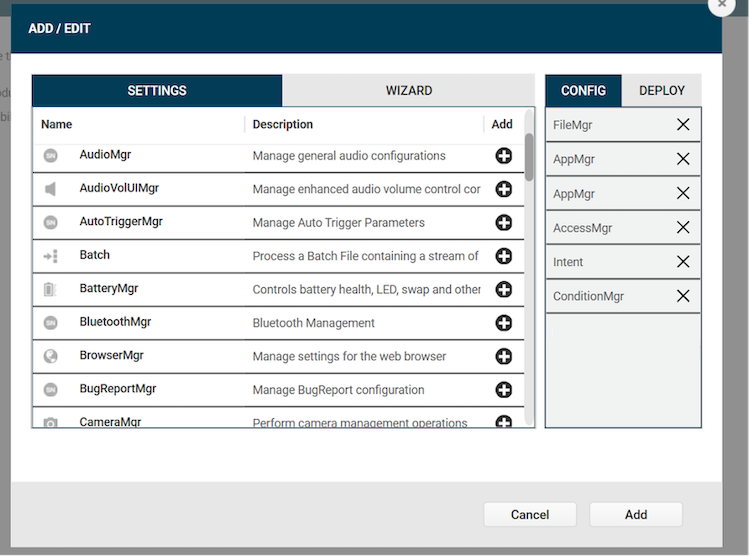 ADD / EDIT
SETTINGS WIZARD CONFIG DEPLOY
Name Description Add
AudioMgr Manage general audio configurations
AudioVolUIMgr Manage enhanced audio volume control cor
AutoTriggerMgr Manage Auto Trigger Parameters
Batch Process a Batch File containing a stream of
BatteryMgr Controls battery health, LED, swap and other
BluetoothMgr Bluetooth Management
BrowserMgr Manage settings for the web browser
BugReportMgr Manage BugReport configuration
CameraMgr Perform camera management operations
FileMgr
AppMgr
AppMgr
AccessMgr
Intent
ConditionMgr
Cancel Add